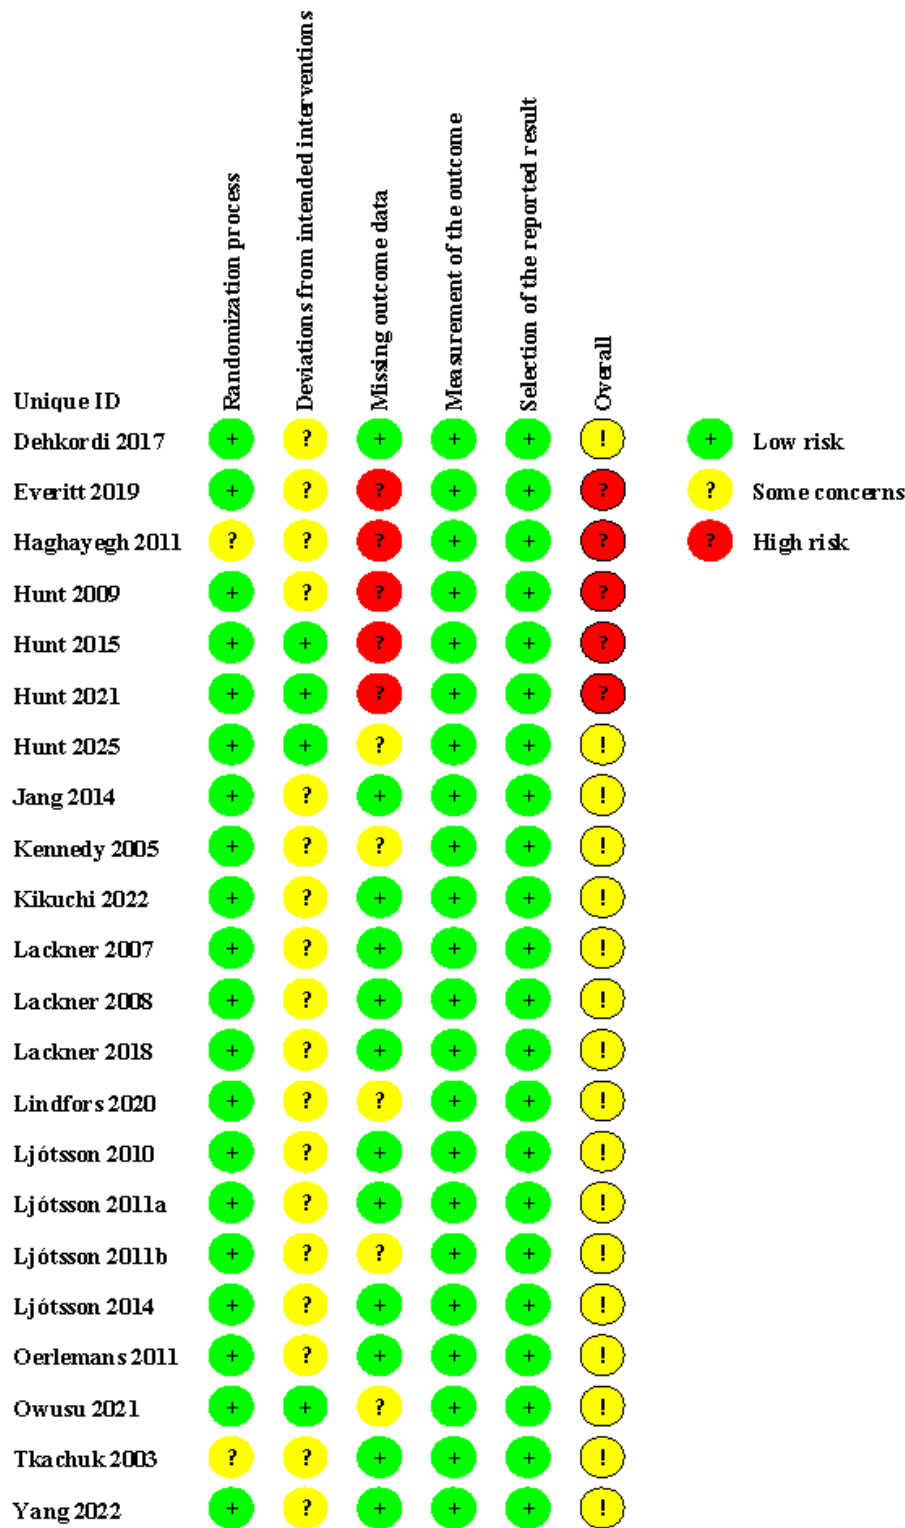 Randomization process
Deviations from intended interventions
Missing outcome data
Measurement of the outcome
Selection of the reported result
Overall
Unique ID
Dehkordi 2017 + ? + + + ! + Low risk
Everitt 2019 + ? ? + + ? ? Some concerns
Haghayegh 2011 ? ? ? + + ? ? High risk
Hunt 2009 + ? ? + + ?
Hunt 2015 + + ? + + ?
Hunt 2021 + + ? + + ?
Hunt 2025 + + ? + + !
Jang 2014 + ? + + + !
Kennedy 2005 + ? ? + + !
Kikuchi 2022 + ? + + + !
Lackner 2007 + ? + + + !
Lackner 2008 + ? + + + !
Lackner 2018 + ? + + + !
Lindfors 2020 + ? ? + + !
Ljótsson 2010 + ? + + + !
Ljótsson 2011a + ? + + + !
Ljótsson 2011b + ? ? + + !
Ljótsson 2014 + ? + + + !
Oerlemans 2011 + ? + + + !
Owusu 2021 + + ? + + !
Tkachuk 2003 ? ? + + + !
Yang 2022 + ? + + + !